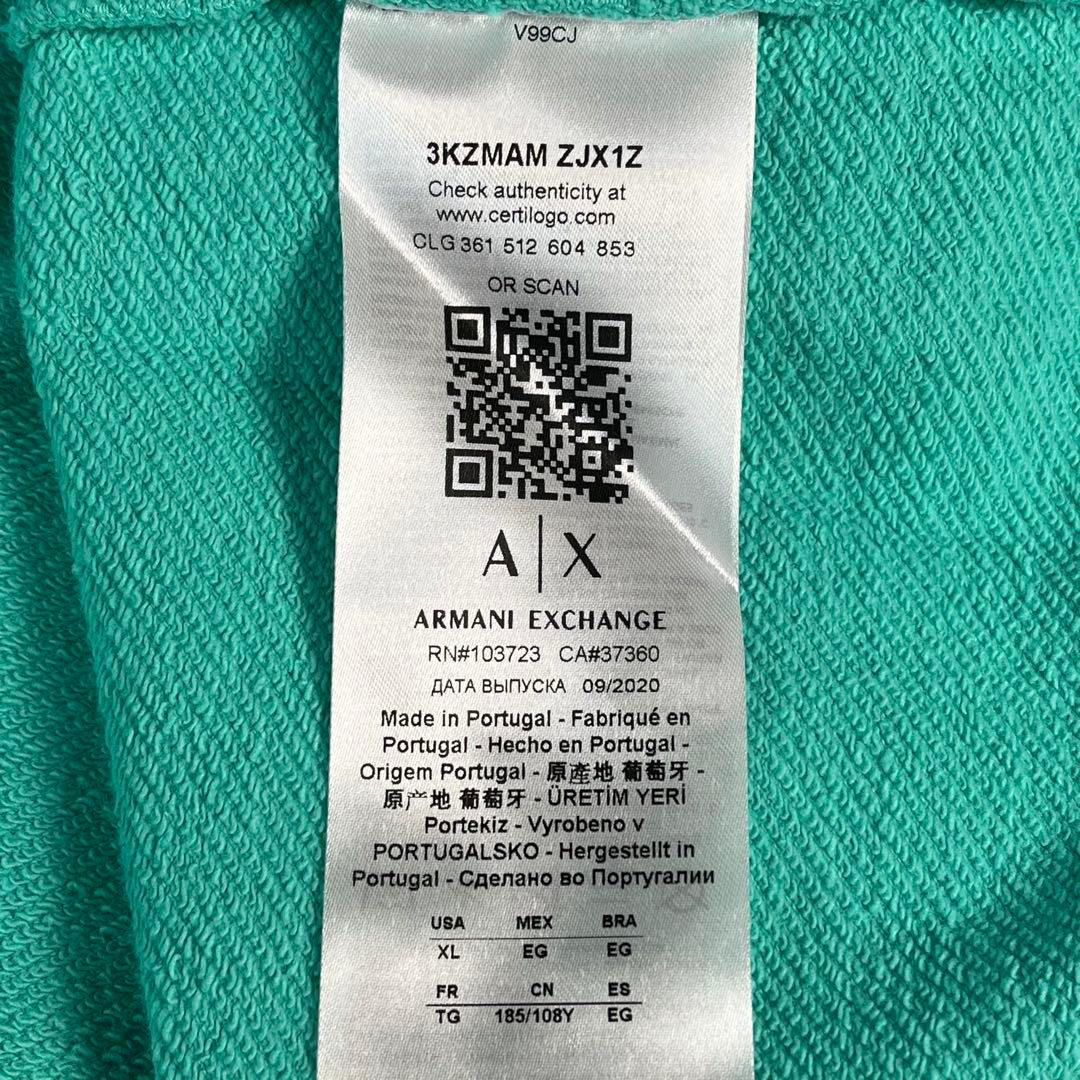 V99CJ
3KZMAM ZJX1Z
Check authenticity at
www.certilogo.com
CLG 361 512 604 853
OR SCAN
A|X
ARMANI EXCHANGE
RN#103723 CA#37360
ДАТА ВЫПУСКА 09/2020
Made in Portugal - Fabriqué en
Portugal - Hecho en Portugal -
Origem Portugal - 原產地 葡萄牙 -
原产地 葡萄牙 - ÜRETİM YERİ
Portekiz - Vyrobeno v
PORTUGALSKO - Hergestellt in
Portugal - Сделано во Португалии
USA MEX BRA
XL EG EG
FR CN ES
TG 185/108Y EG